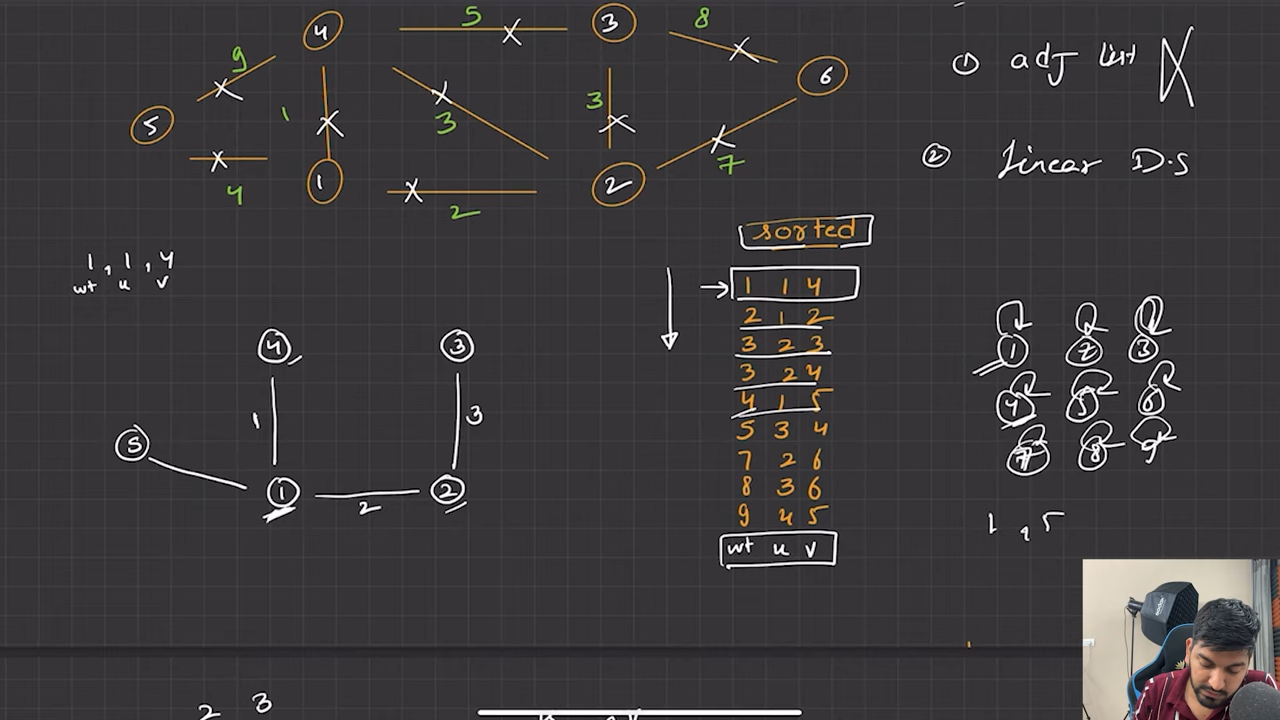 4 5 3 8
9
6
① adj list
5 1 3 3
② linear D.S
4 1 2 2 7
sorted
1, 1, 4
wt u v
1 1 4
2 1 2
3 2 3
3 2 4
4 1 5
5 3 4
7 2 6
8 3 6
9 4 5
wt u v
4 3
1 3
5
1 2 2
1 2 3
4 5 6
7 8 9
1, 5
2 3